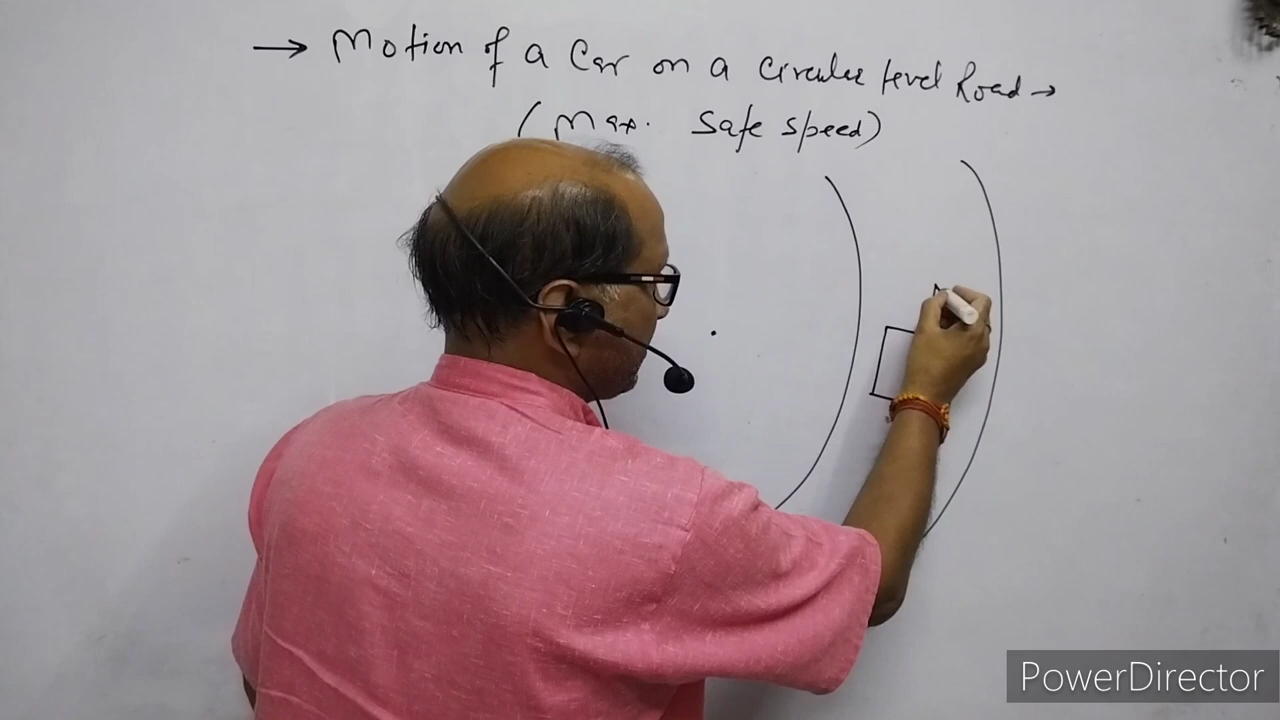 → Motion of a Car on a Circular level Road →
(Max. Safe speed)
PowerDirector